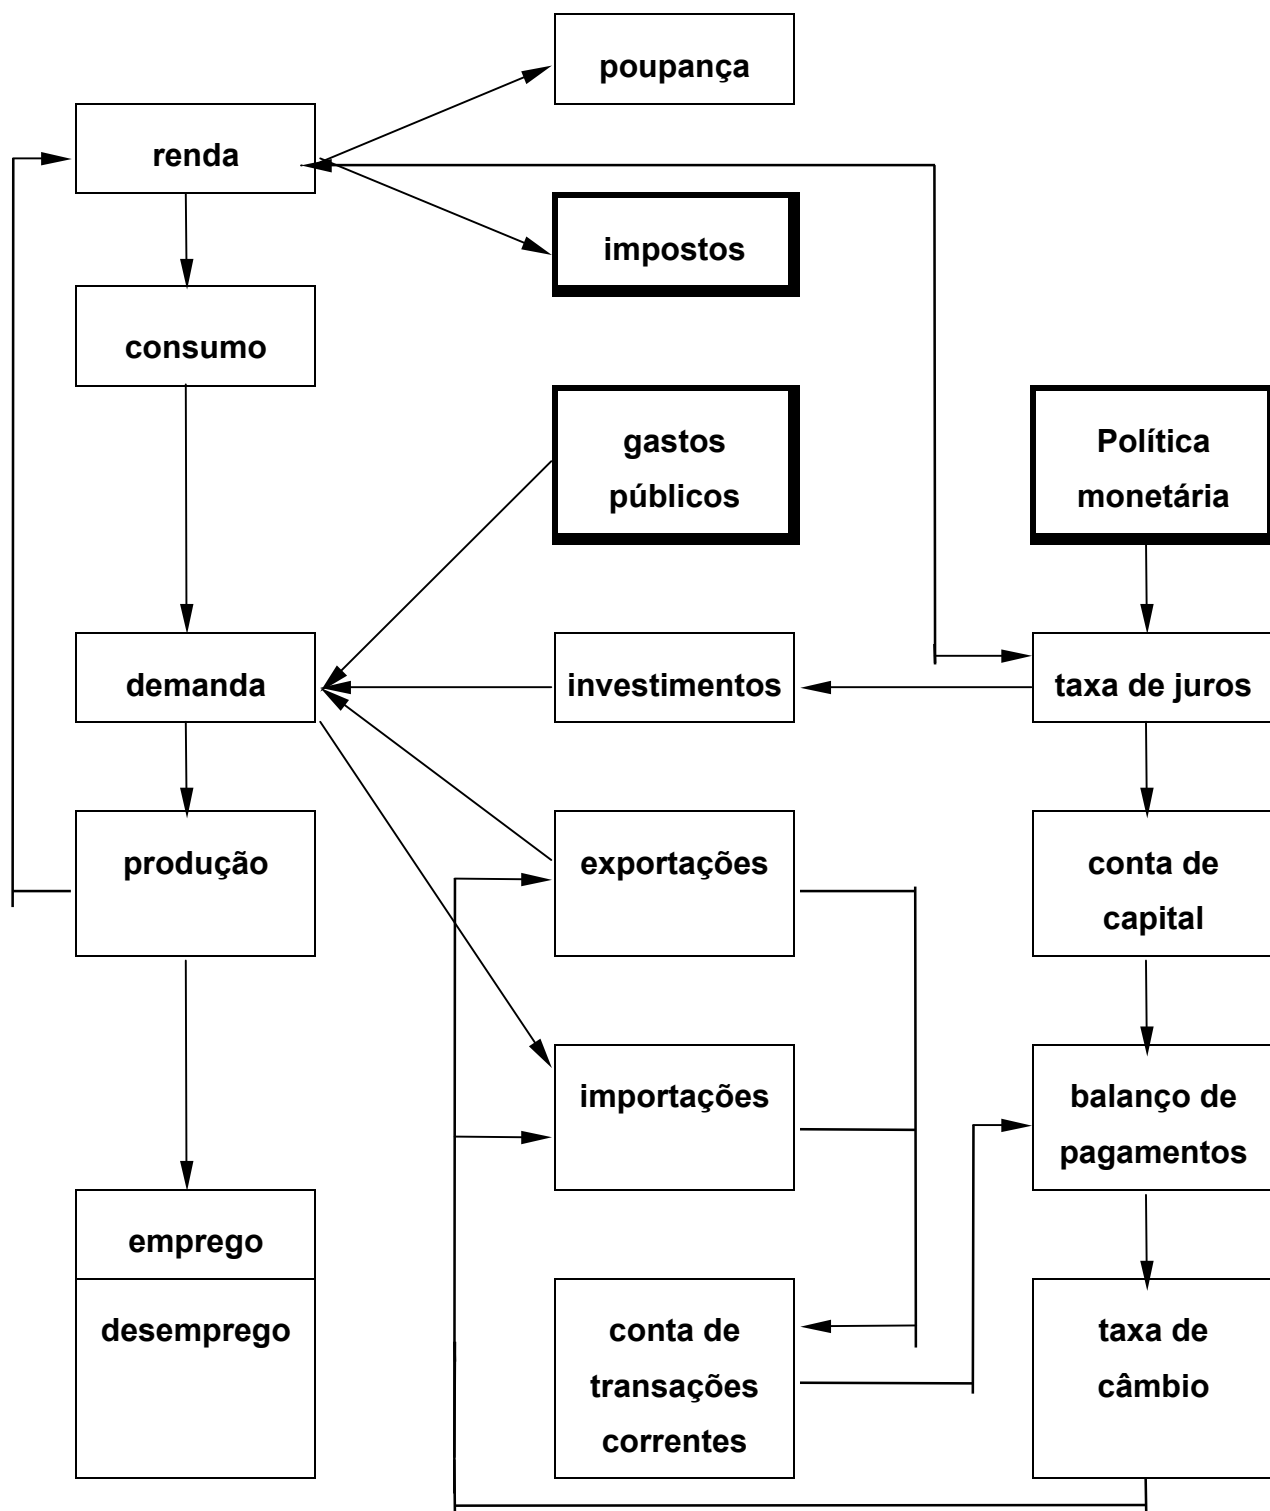 poupança
renda
impostos
consumo
gastos
públicos
Política
monetária
demanda
investimentos
taxa de juros
produção
exportações
conta de
capital
importações
balanço de
pagamentos
emprego
desemprego
conta de
transações
correntes
taxa de
câmbio